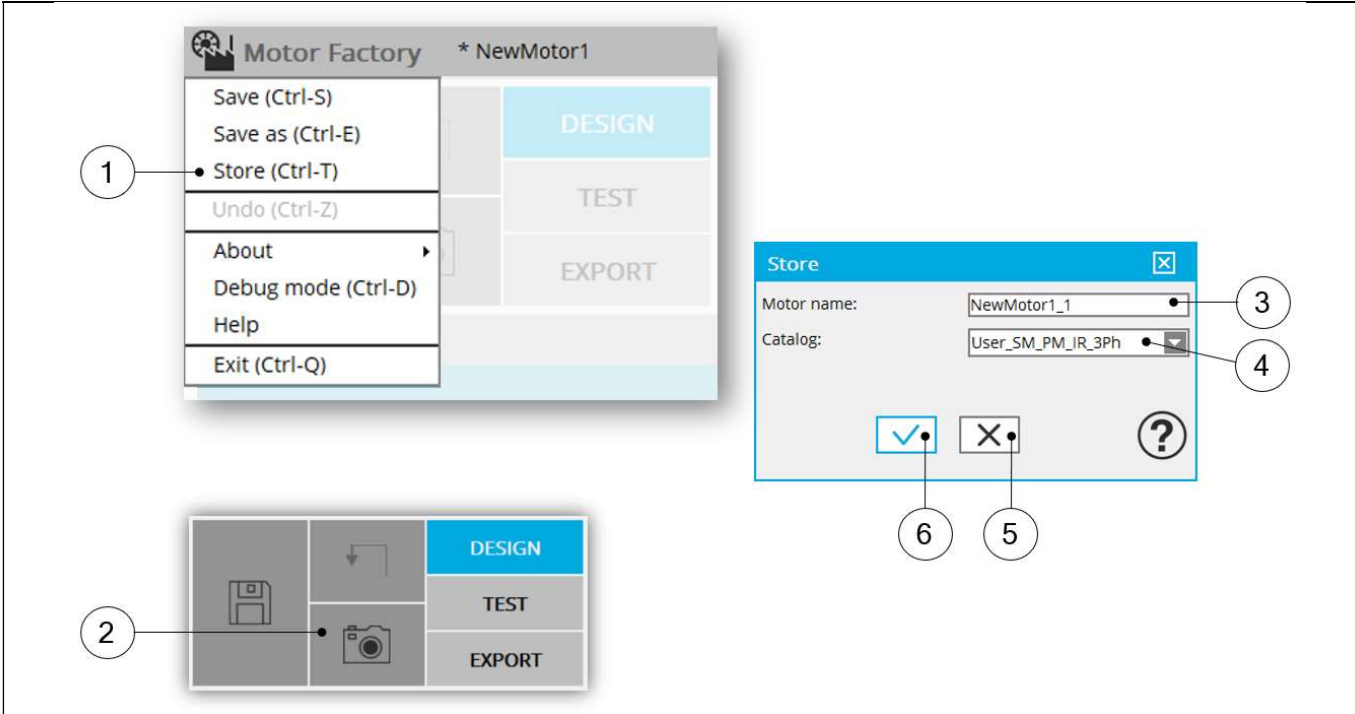 Motor Factory * NewMotor1
Save (Ctrl-S)
Save as (Ctrl-E)
Store (Ctrl-T)
Undo (Ctrl-Z)
About
Debug mode (Ctrl-D)
Help
Exit (Ctrl-Q)
DESIGN
TEST
EXPORT
1
Store
Motor name: NewMotor1_1
Catalog: User_SM_PM_IR_3Ph
?
3
4
6
5
DESIGN
TEST
EXPORT
2